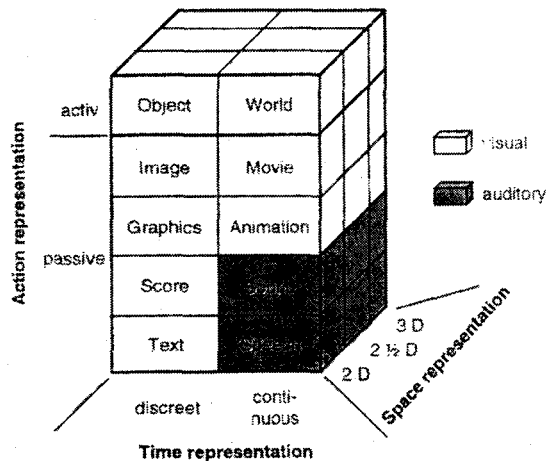 activ
Object
World
Image
Movie
visual
Graphics
Animation
auditory
passive
Score
Text
Action representation
discreet
conti-
nuous
2 D
2 ½ D
3 D
Space representation
Time representation